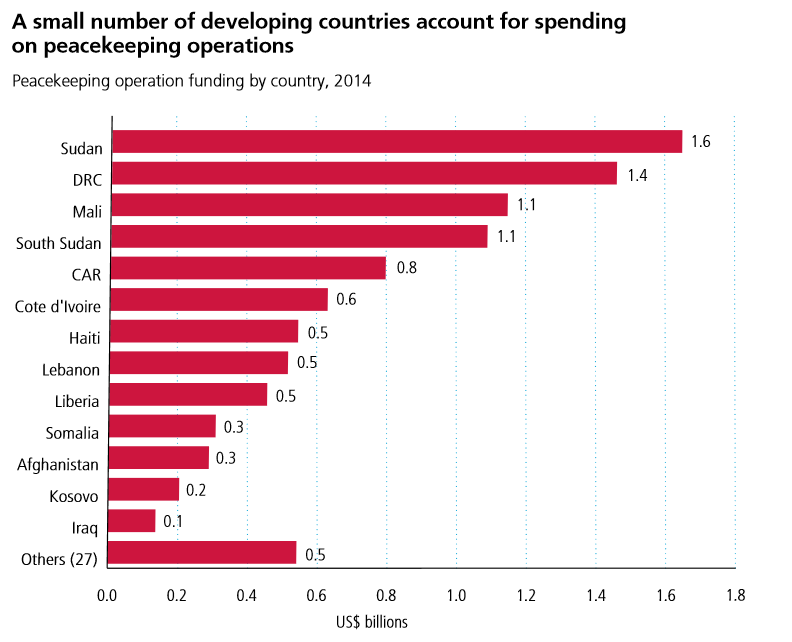 A small number of developing countries account for spending
on peacekeeping operations
Peacekeeping operation funding by country, 2014
Sudan 1.6
DRC 1.4
Mali 1.1
South Sudan 1.1
CAR 0.8
Cote d'Ivoire 0.6
Haiti 0.5
Lebanon 0.5
Liberia 0.5
Somalia 0.3
Afghanistan 0.3
Kosovo 0.2
Iraq 0.1
Others (27) 0.5
0.0 0.2 0.4 0.6 0.8 1.0 1.2 1.4 1.6 1.8
US$ billions